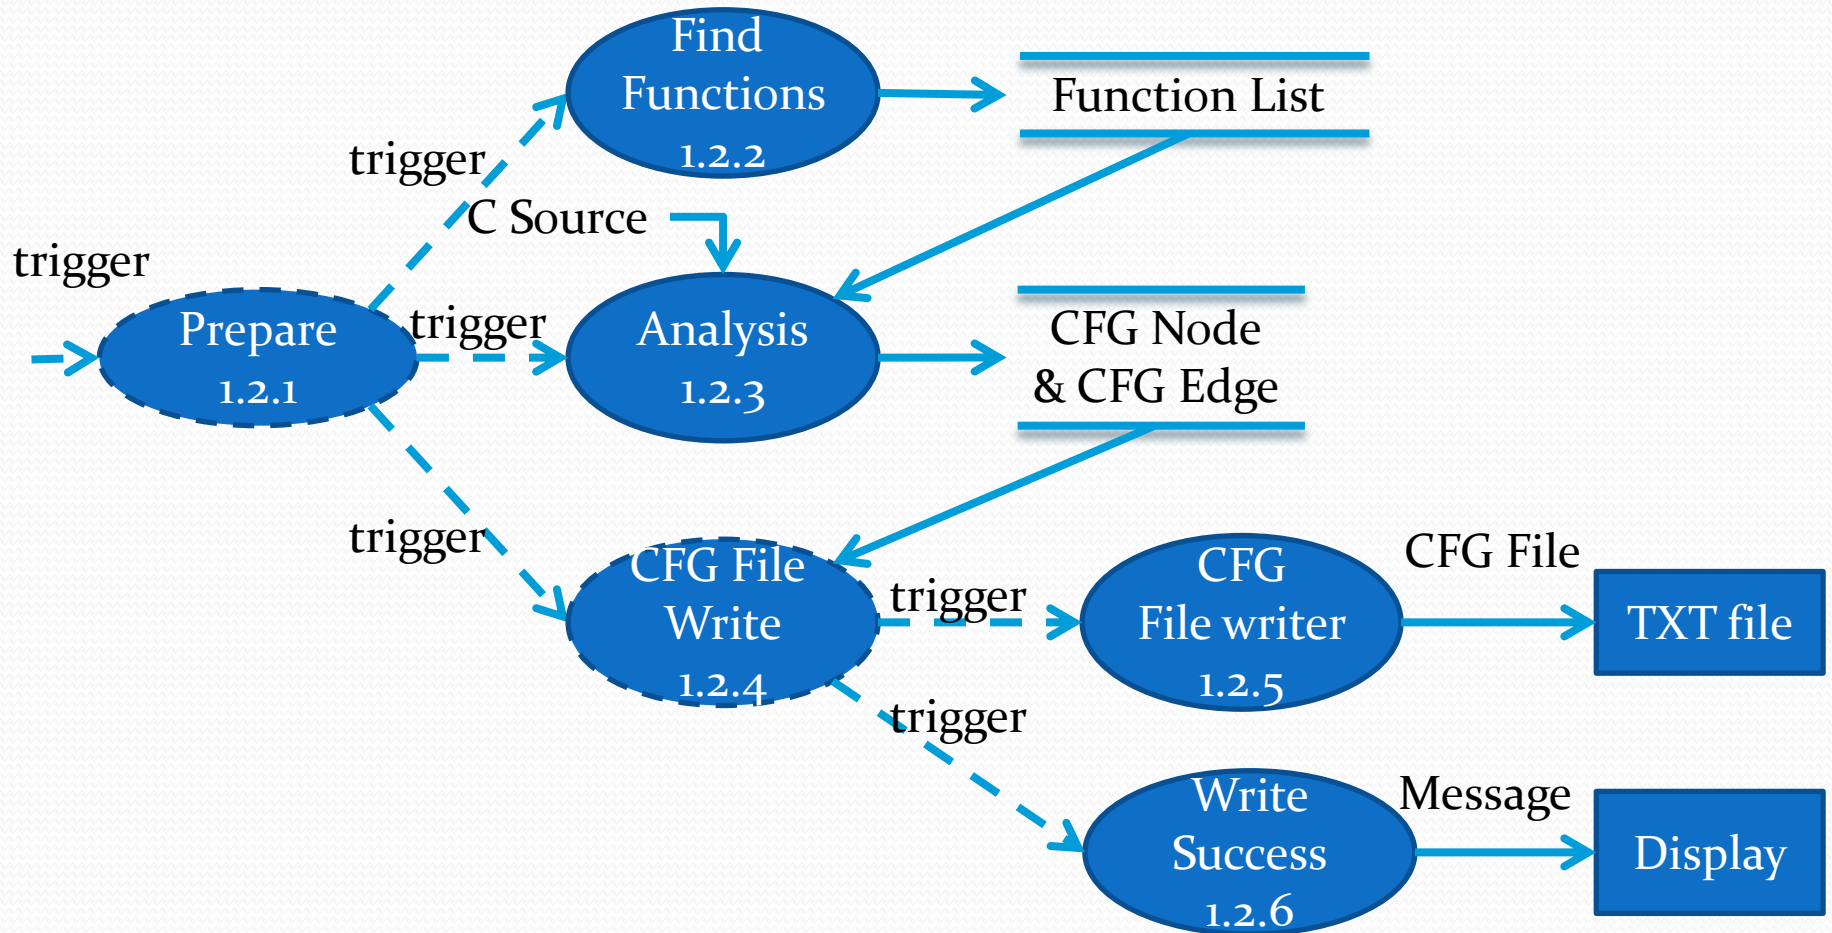 Find
Functions
1.2.2
Function List
trigger
C Source
trigger
Prepare
1.2.1
trigger
Analysis
1.2.3
CFG Node
& CFG Edge
trigger
CFG File
Write
1.2.4
trigger
CFG
File writer
1.2.5
CFG File
TXT file
trigger
Write
Success
1.2.6
Message
Display